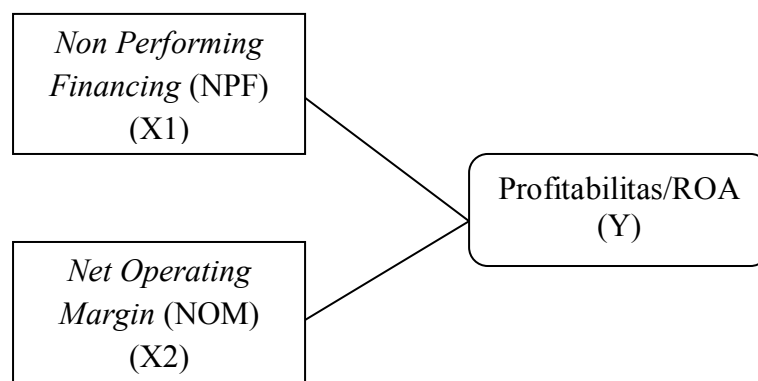 Non Performing
Financing (NPF)
(X1)
Profitabilitas/ROA
(Y)
Net Operating
Margin (NOM)
(X2)